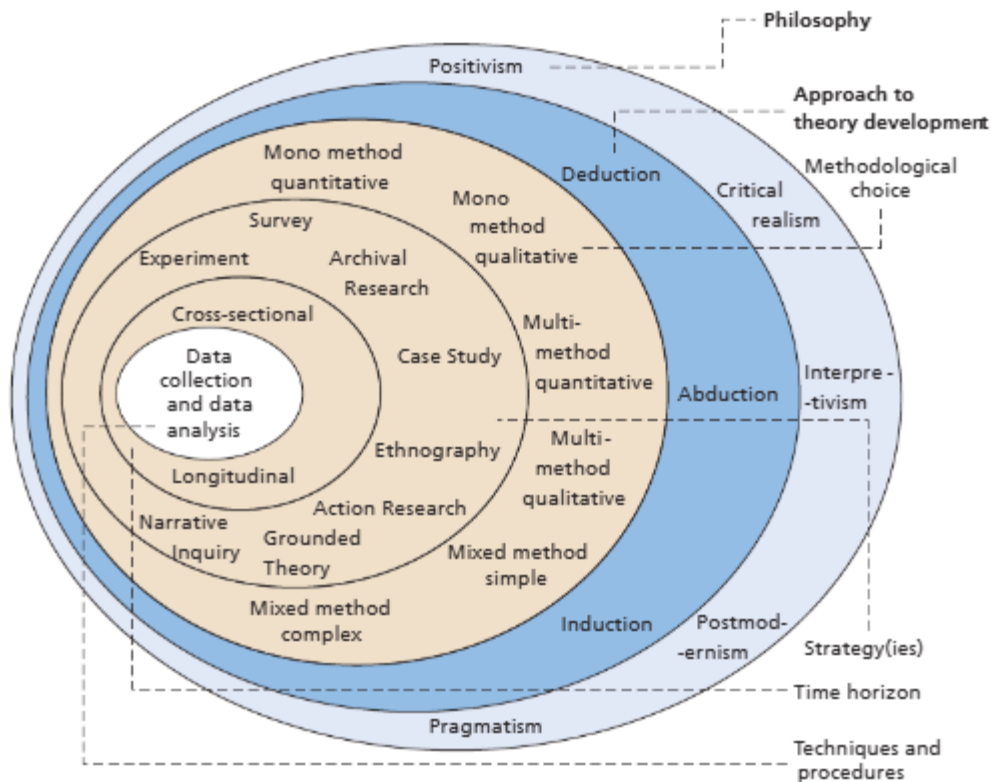 Philosophy
Positivism
Approach to
theory development
Mono method
quantitative
Deduction
Methodological
choice
Critical
realism
Mono
method
qualitative
Survey
Experiment
Archival
Research
Cross-sectional
Multi-
method
quantitative
Data
collection
and data
analysis
Case Study
Abduction
Interpre-
-tivism
Ethnography
Multi-
method
qualitative
Longitudinal
Action Research
Narrative
Inquiry
Grounded
Theory
Mixed method
simple
Mixed method
complex
Induction
Postmod-
-ernism
Strategy(ies)
Time horizon
Pragmatism
Techniques and
procedures